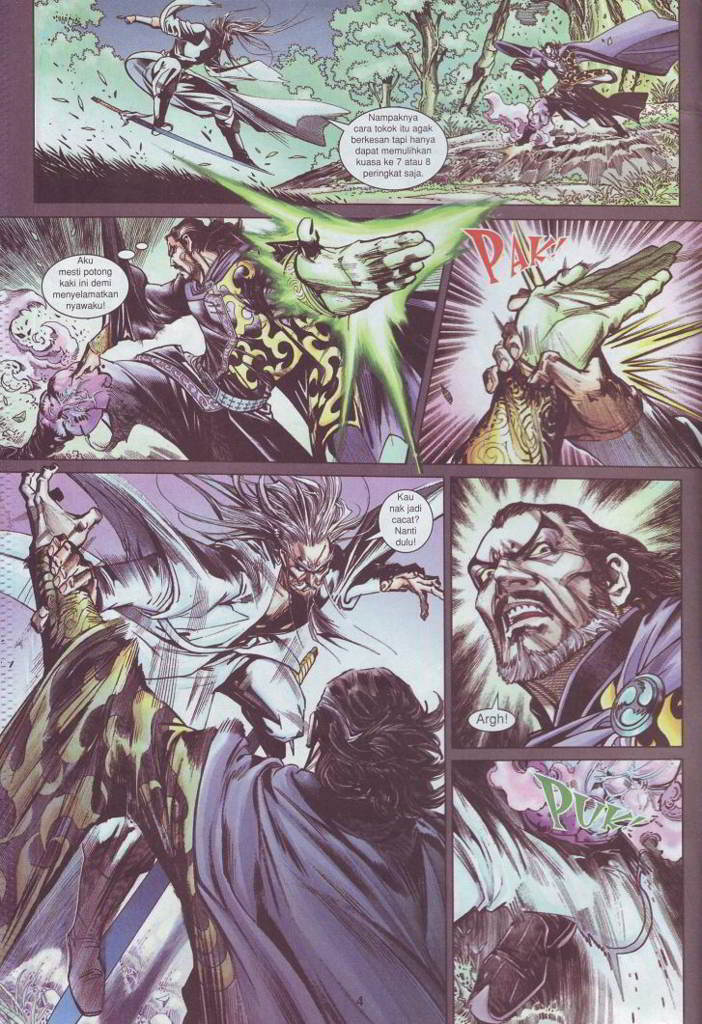 Nampaknya
cara tokok itu agak
berkesan tapi hanya
dapat memulihkan
kuasa ke 7 atau 8
peringkat saja.
Aku
mesti potong
kaki ini demi
menyelamatkan
nyawaku!
PAK!
Kau
nak jadi
cacat?
Nanti
dulu!
Argh!
PUK!
4